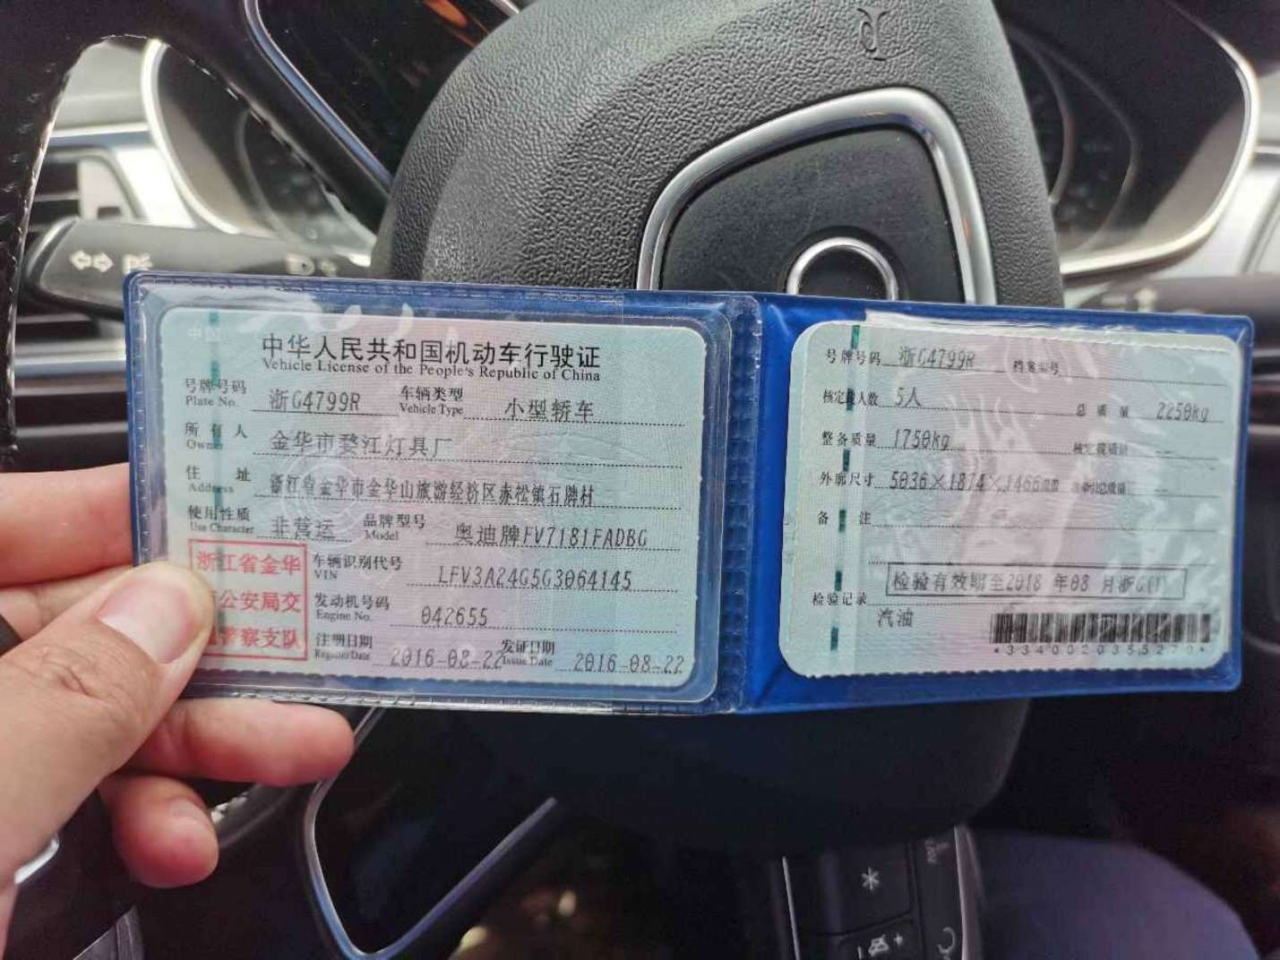 中华人民共和国机动车行驶证
Vehicle License of the People's Republic of China
号牌号码 Plate No. 浙G4799R 车辆类型 Vehicle Type 小型轿车
所有人 Owner 金华市婺江灯具厂
住址 Address 浙江省金华市金华山旅游经济区赤松镇石牌村
使用性质 Use Character 非营运 品牌型号 Model 奥迪牌FV7181FADBG
浙江省金华
公安局交
警察支队
车辆识别代号 VIN LFV3A24G5G3064145
发动机号码 Engine No. 042655
注册日期 Register Date 2016-08-22 发证日期 Issue Date 2016-08-22
号牌号码 浙G4799R 档案编号
核定载人数 5人 总质量 2250kg
整备质量 1750kg 核定载质量 --
外廓尺寸 5036×1874×1466mm --
备注
检验记录 检验有效期至2018年08月浙G(1)
汽油
*3340020355270*